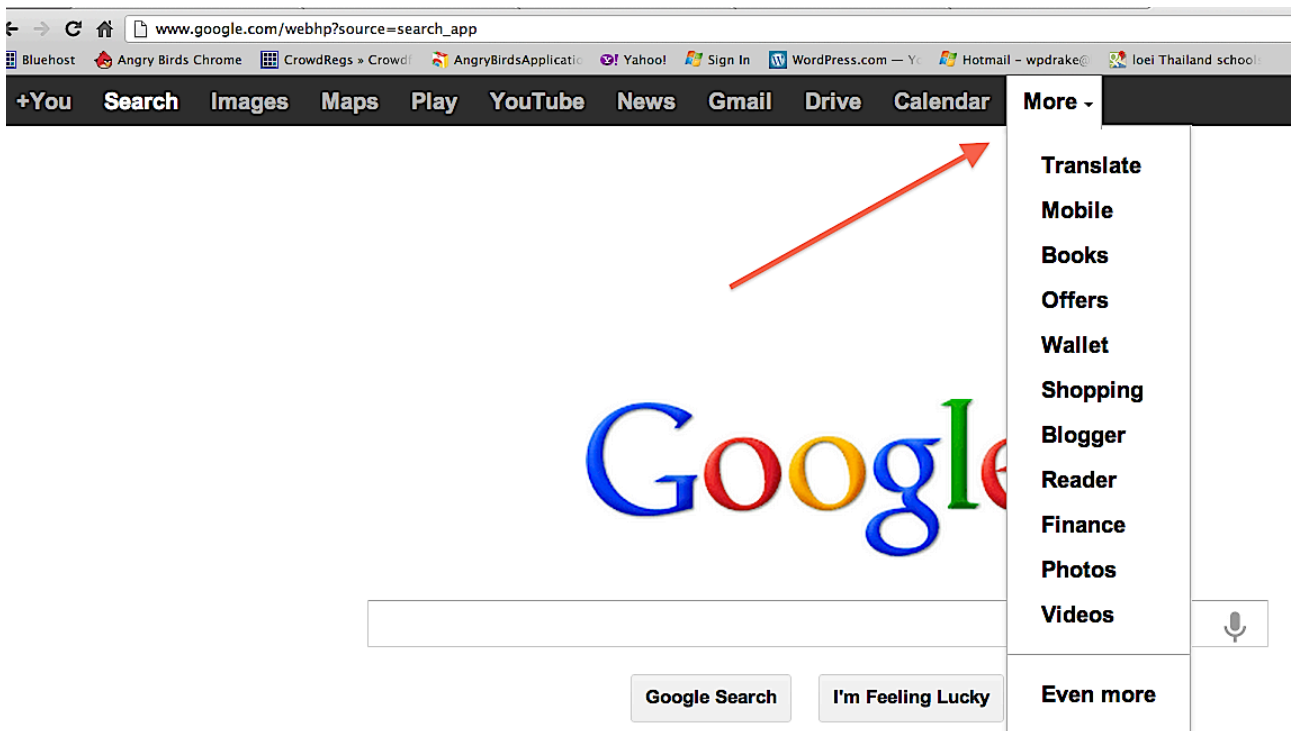 www.google.com/webhp?source=search_app
Bluehost Angry Birds Chrome CrowdRegs » Crowdf AngryBirdsApplicatio Yahoo! Sign In WordPress.com — Yo Hotmail – wpdrake@ loei Thailand schools
+You Search Images Maps Play YouTube News Gmail Drive Calendar More
Translate
Mobile
Books
Offers
Wallet
Shopping
Blogger
Reader
Finance
Photos
Videos
Even more
Google
Google Search I'm Feeling Lucky